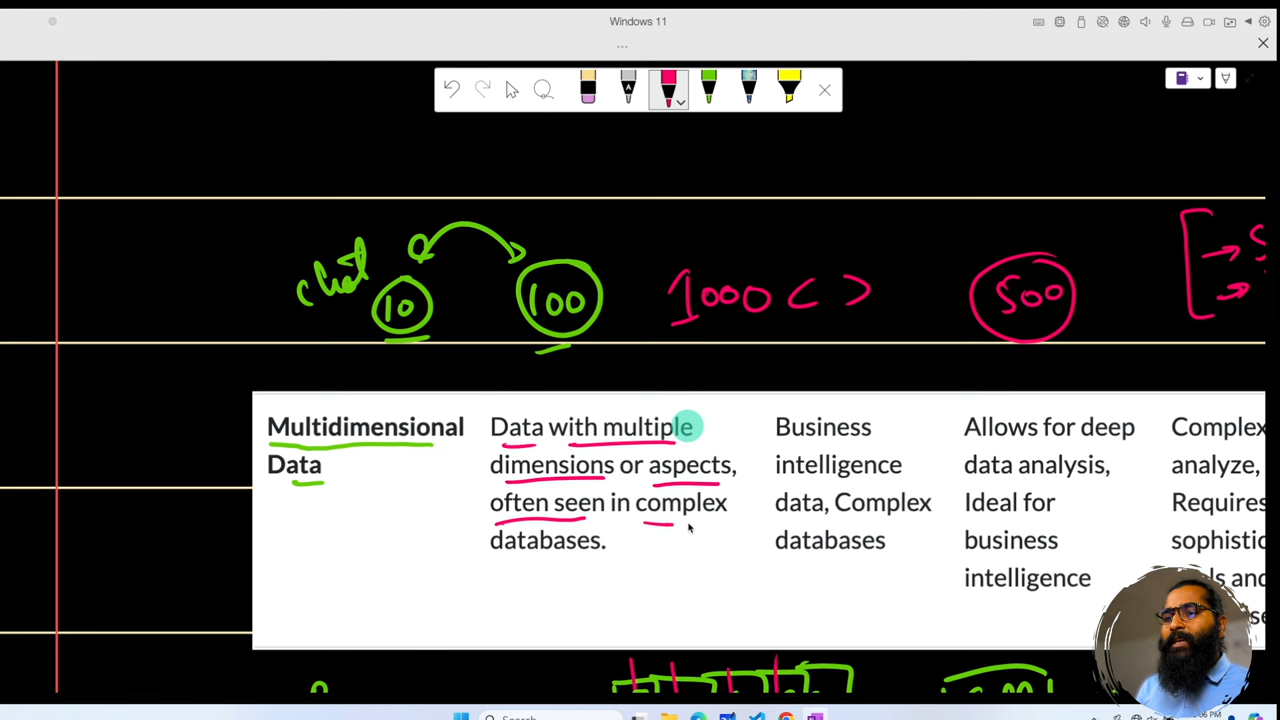 Windows 11
...
chat 10 100 1000 < > 500
Multidimensional Data
Data with multiple
dimensions or aspects,
often seen in complex
databases.
Business
intelligence
data, Complex
databases
Allows for deep
data analysis,
Ideal for
business
intelligence
Complex
analyze,
Requires
Search